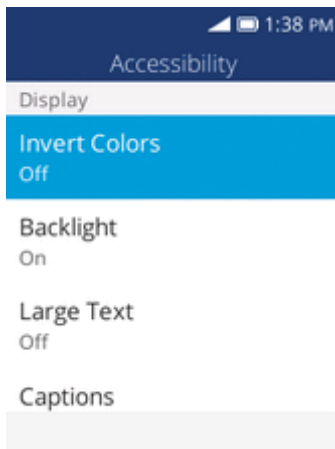 1:38 PM
Accessibility
Display
Invert Colors
Off
Backlight
On
Large Text
Off
Captions